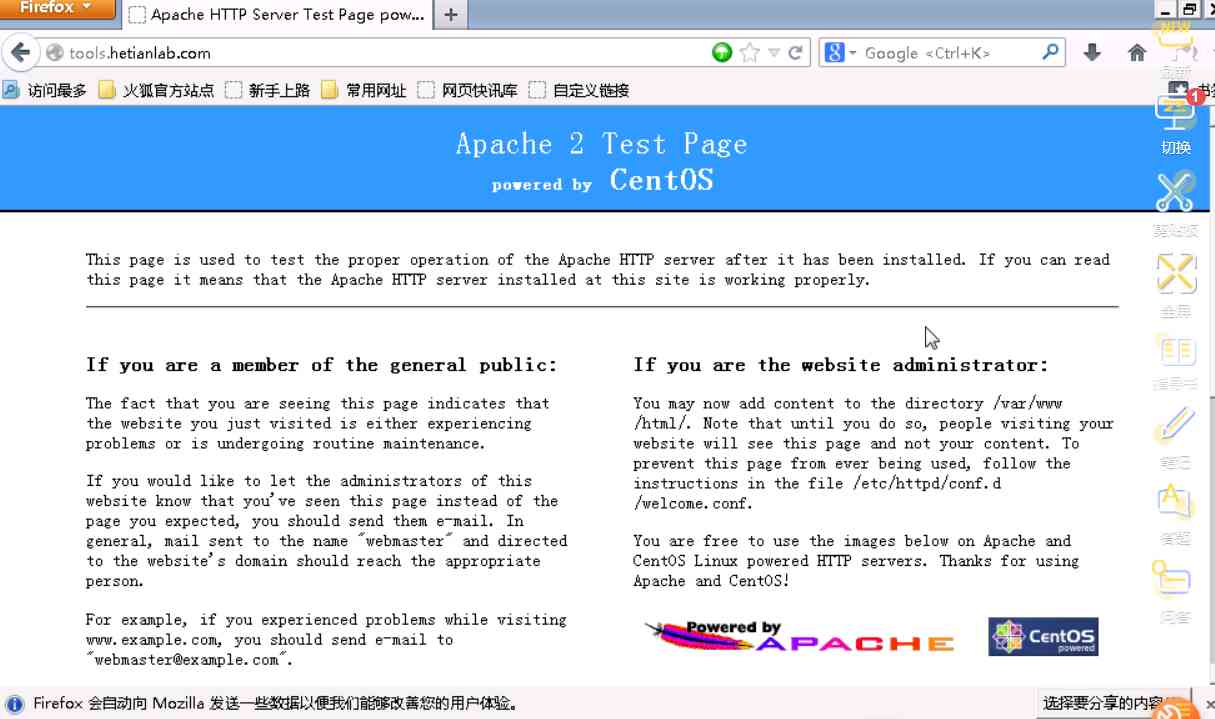 Firefox
Apache HTTP Server Test Page pow...
tools.hetianlab.com
Google <Ctrl+K>
访问最多 火狐官方站点 新手上路 常用网址 网页快讯库 自定义链接
NEW
1
切换
Apache 2 Test Page
powered by CentOS
This page is used to test the proper operation of the Apache HTTP server after it has been installed. If you can read
this page it means that the Apache HTTP server installed at this site is working properly.
If you are a member of the general public:
The fact that you are seeing this page indicates that
the website you just visited is either experiencing
problems or is undergoing routine maintenance.
If you would like to let the administrators of this
website know that you've seen this page instead of the
page you expected, you should send them e-mail. In
general, mail sent to the name "webmaster" and directed
to the website's domain should reach the appropriate
person.
For example, if you experienced problems while visiting
www.example.com, you should send e-mail to
"webmaster@example.com".
If you are the website administrator:
You may now add content to the directory /var/www
/html/. Note that until you do so, people visiting your
website will see this page and not your content. To
prevent this page from ever being used, follow the
instructions in the file /etc/httpd/conf.d
/welcome.conf.
You are free to use the images below on Apache and
CentOS Linux powered HTTP servers. Thanks for using
Apache and CentOS!
Powered by
APACHE
CentOS
powered
Firefox 会自动向 Mozilla 发送一些数据以便我们能够改善您的用户体验。
选择要分享的内容